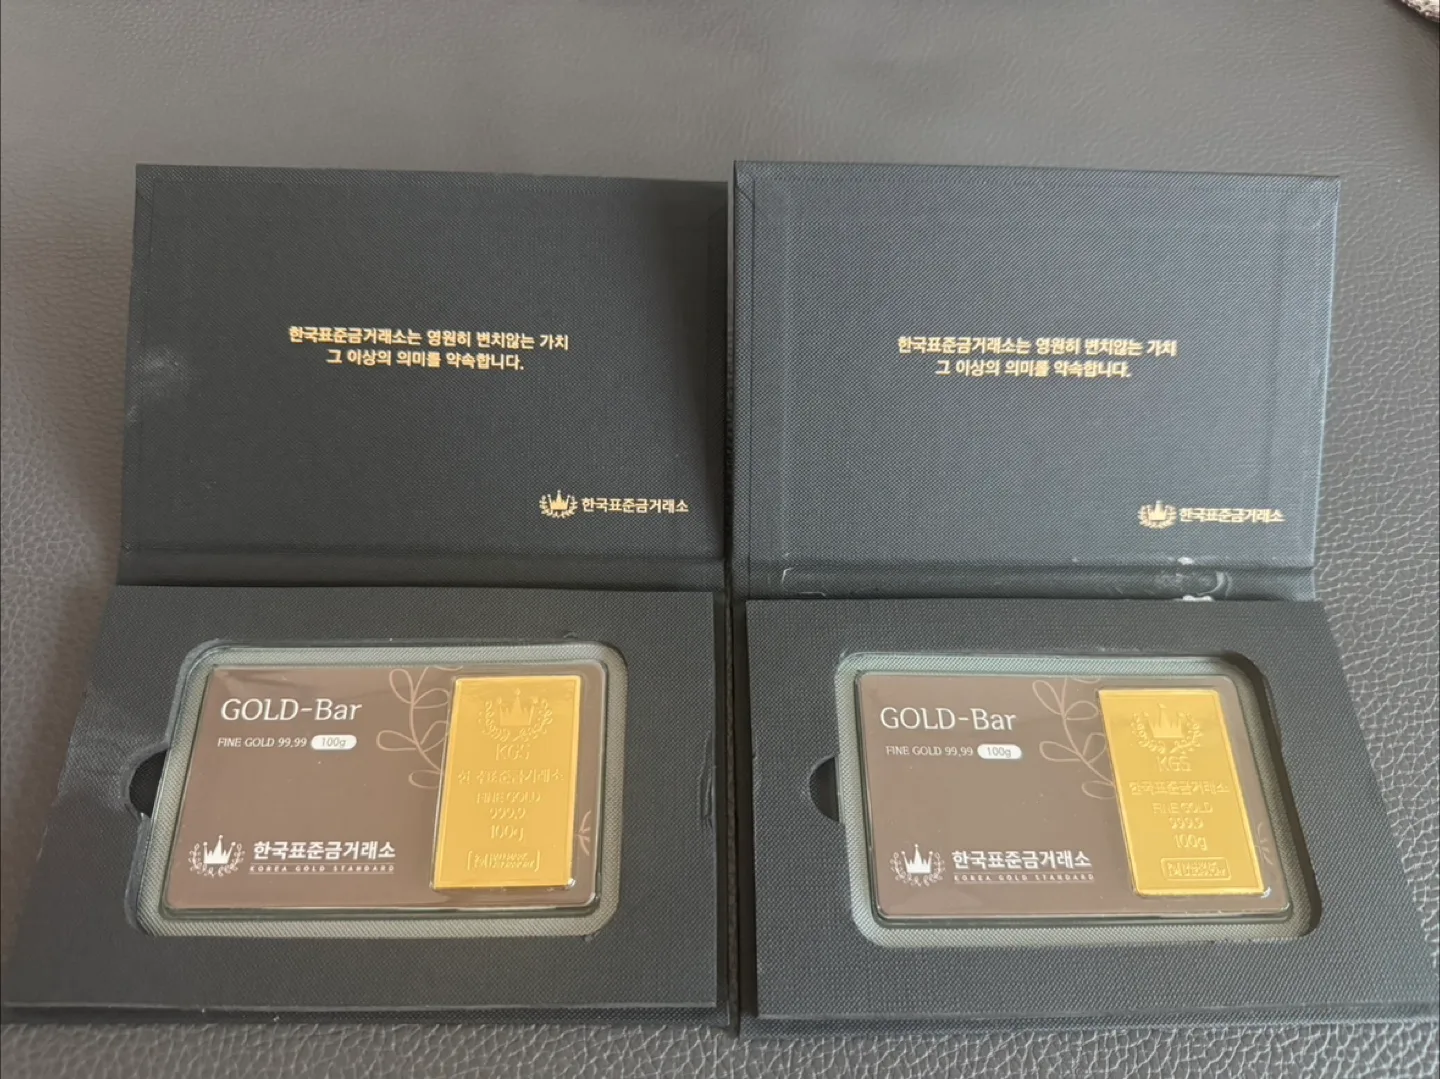 한국표준금거래소는 영원히 변치않는 가치
그 이상의 의미를 약속합니다.
한국표준금거래소
한국표준금거래소는 영원히 변치않는 가치
그 이상의 의미를 약속합니다.
한국표준금거래소
GOLD-Bar
FINE GOLD 99.99 100g
한국표준금거래소
KOREA GOLD STANDARD
KGS
한국표준금거래소
FINE GOLD
999.9
100g
GOLD-Bar
FINE GOLD 99.99 100g
한국표준금거래소
KOREA GOLD STANDARD
KGS
한국표준금거래소
FINE GOLD
999.9
100g